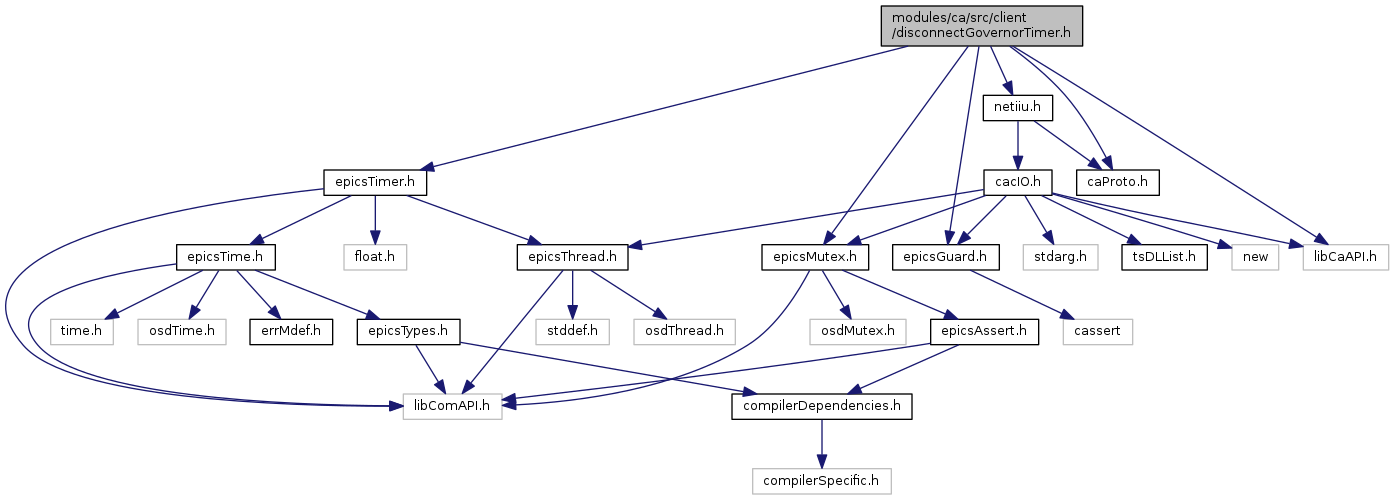 modules/ca/src/client
/disconnectGovernorTimer.h
netiiu.h
epicsTimer.h
cacIO.h
caProto.h
epicsTime.h
float.h
epicsThread.h
epicsMutex.h
epicsGuard.h
stdarg.h
tsDLList.h
new
libCaAPI.h
time.h
osdTime.h
errMdef.h
epicsTypes.h
stddef.h
osdThread.h
osdMutex.h
epicsAssert.h
cassert
libComAPI.h
compilerDependencies.h
compilerSpecific.h